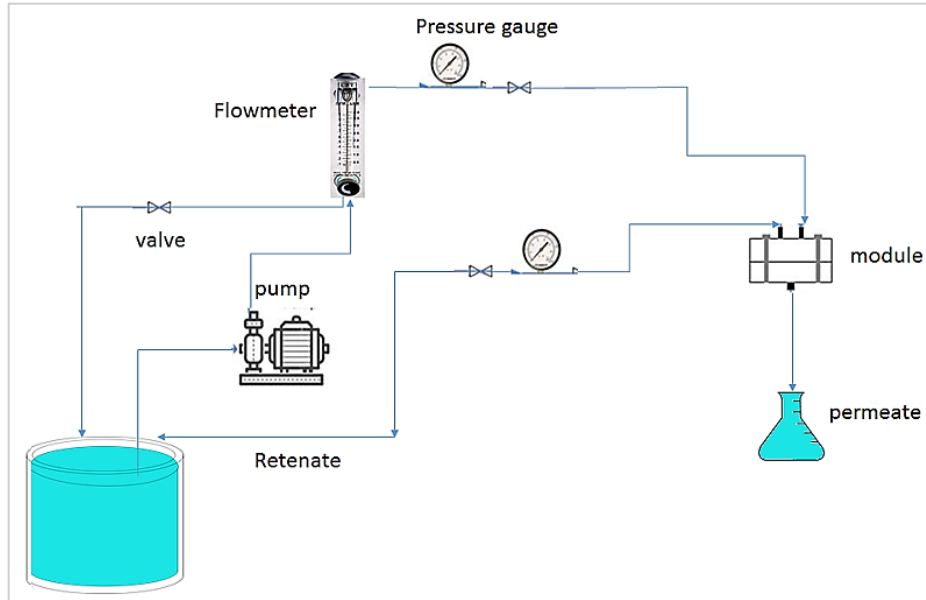 Pressure gauge
Flowmeter
valve
module
pump
permeate
Retenate